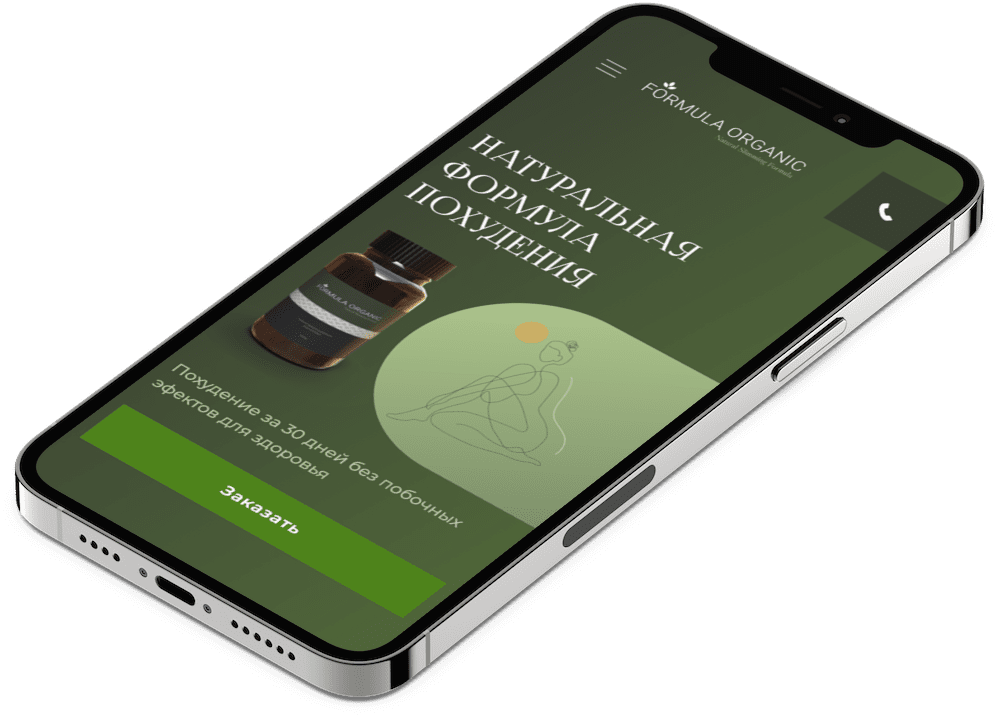 FORMULA ORGANIC
Natural Slimming Formula
НАТУРАЛЬНАЯ
ФОРМУЛА
ПОХУДЕНИЯ
FORMULA ORGANIC
Похудение за 30 дней без побочных
эфектов для здоровья
Заказать